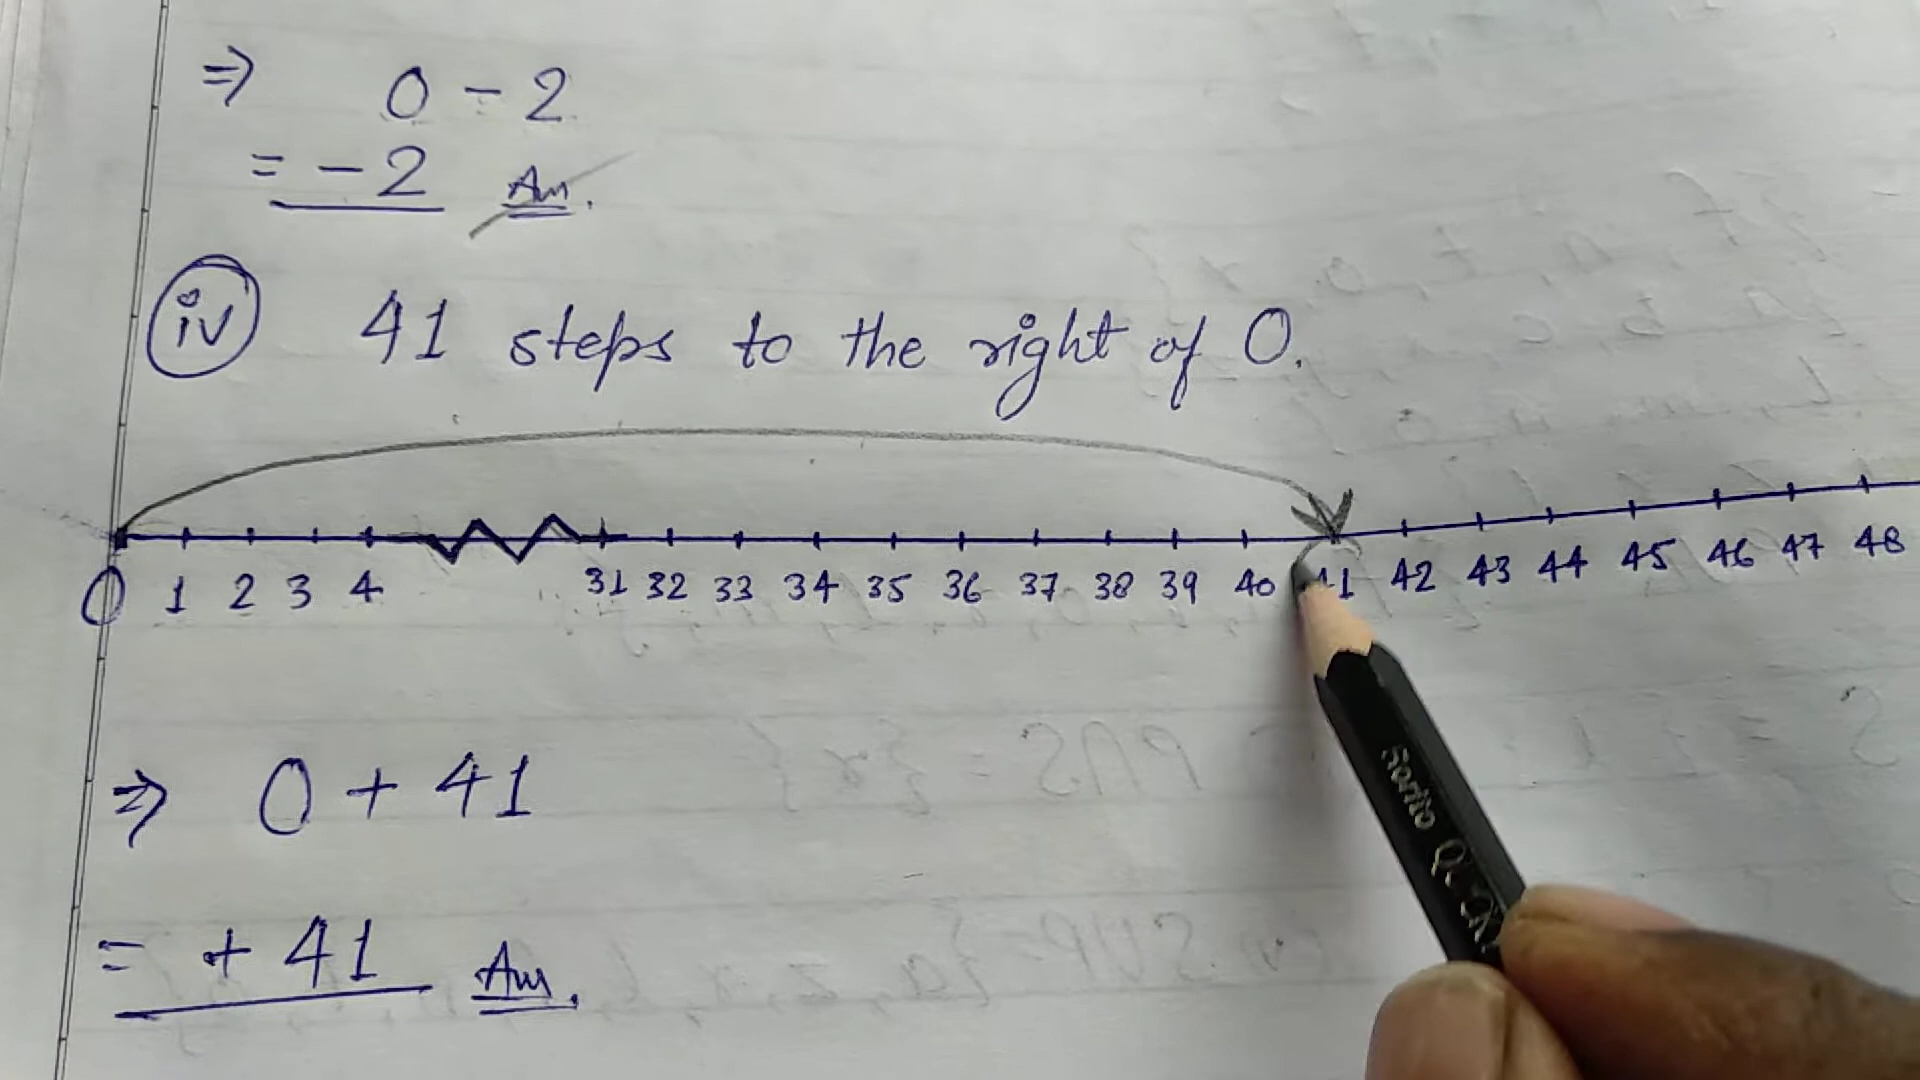 ⇒ 0 - 2
= -2 Ans.
iv 41 steps to the right of 0.
0 1 2 3 4 31 32 33 34 35 36 37 38 39 40 41 42 43 44 45 46 47 48
⇒ 0 + 41
= + 41 Ans.